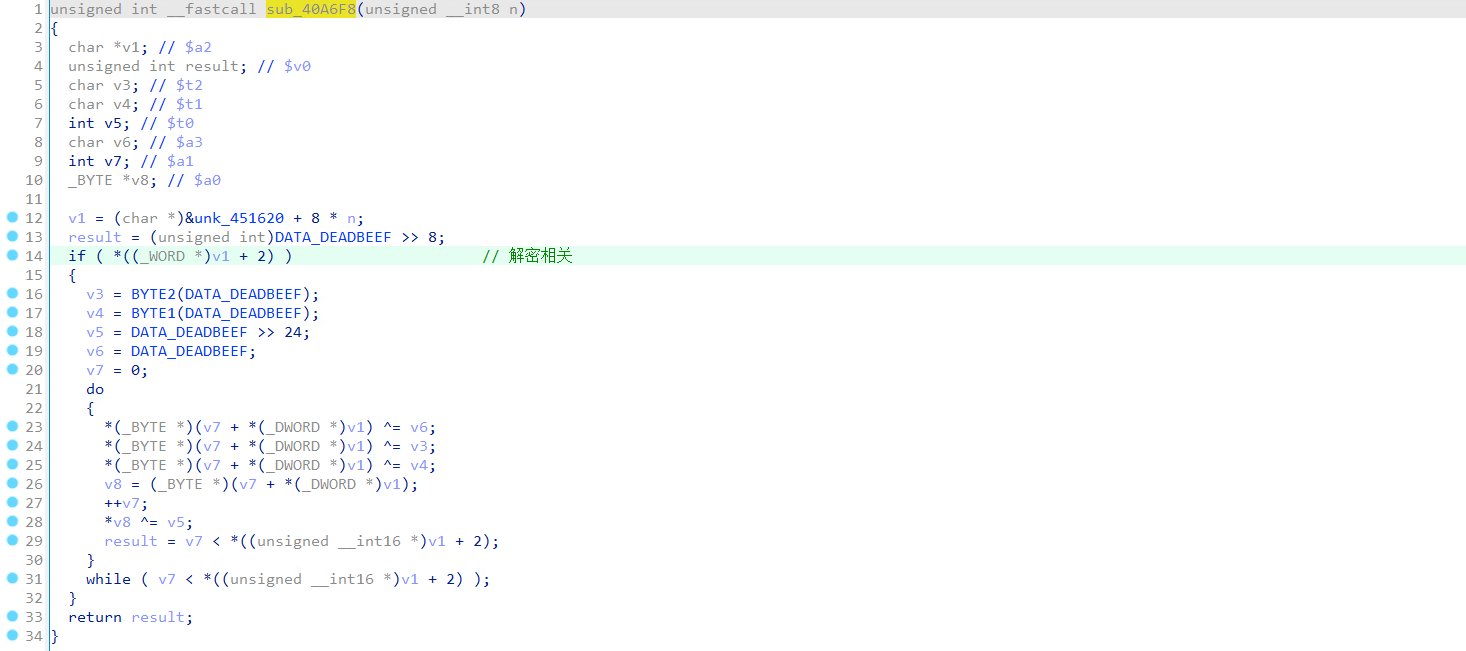 1 unsigned int __fastcall sub_40A6F8(unsigned __int8 n)
2 {
3 char *v1; // $a2
4 unsigned int result; // $v0
5 char v3; // $t2
6 char v4; // $t1
7 int v5; // $t0
8 char v6; // $a3
9 int v7; // $a1
10 _BYTE *v8; // $a0
11
12 v1 = (char *)&unk_451620 + 8 * n;
13 result = (unsigned int)DATA_DEADBEEF >> 8;
14 if ( *((_WORD *)v1 + 2) ) // 解密相关
15 {
16 v3 = BYTE2(DATA_DEADBEEF);
17 v4 = BYTE1(DATA_DEADBEEF);
18 v5 = DATA_DEADBEEF >> 24;
19 v6 = DATA_DEADBEEF;
20 v7 = 0;
21 do
22 {
23 *(_BYTE *)(v7 + *(_DWORD *)v1) ^= v6;
24 *(_BYTE *)(v7 + *(_DWORD *)v1) ^= v3;
25 *(_BYTE *)(v7 + *(_DWORD *)v1) ^= v4;
26 v8 = (_BYTE *)(v7 + *(_DWORD *)v1);
27 ++v7;
28 *v8 ^= v5;
29 result = v7 < *((unsigned __int16 *)v1 + 2);
30 }
31 while ( v7 < *((unsigned __int16 *)v1 + 2) );
32 }
33 return result;
34 }